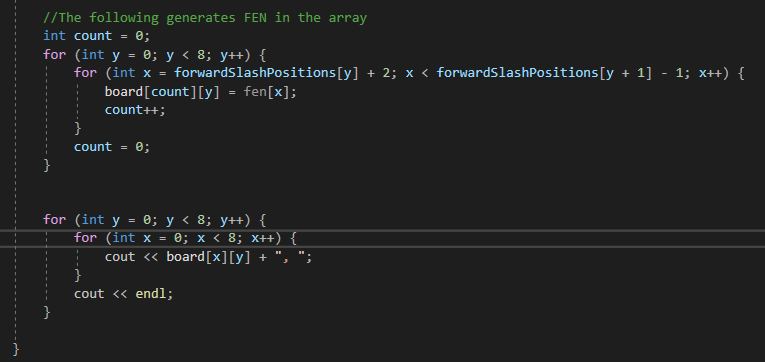 //The following generates FEN in the array
int count = 0;
for (int y = 0; y < 8; y++) {
for (int x = forwardSlashPositions[y] + 2; x < forwardSlashPositions[y + 1] - 1; x++) {
board[count][y] = fen[x];
count++;
}
count = 0;
}
for (int y = 0; y < 8; y++) {
for (int x = 0; x < 8; x++) {
cout << board[x][y] + ", ";
}
cout << endl;
}
}